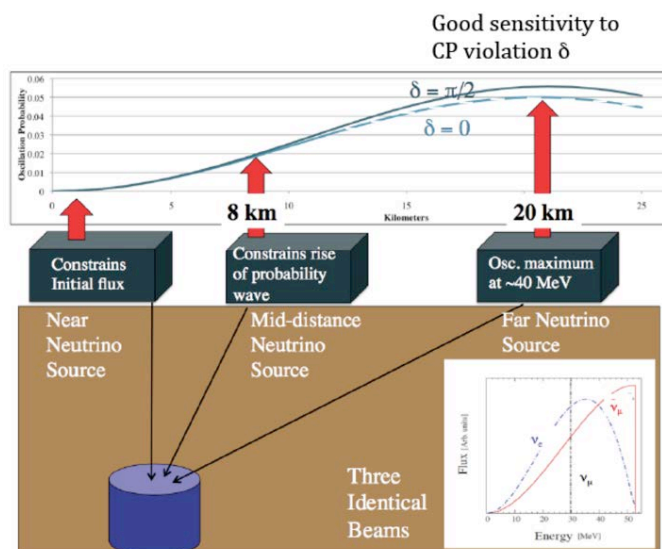 Good sensitivity to
CP violation δ
Oscillation Probability
0.06
0.05
0.04
0.03
0.02
0.01
0
δ = π/2
δ = 0
0
5
10
15
20
25
Kilometers
8 km
20 km
Constrains
Initial flux
Constrains rise
of probability
wave
Osc. maximum
at ~40 MeV
Near
Neutrino
Source
Mid-distance
Neutrino
Source
Far Neutrino
Source
Three
Identical
Beams
Flux [Arb. units]
νe
νμ
νμ
0
10
20
30
40
50
Energy [MeV]